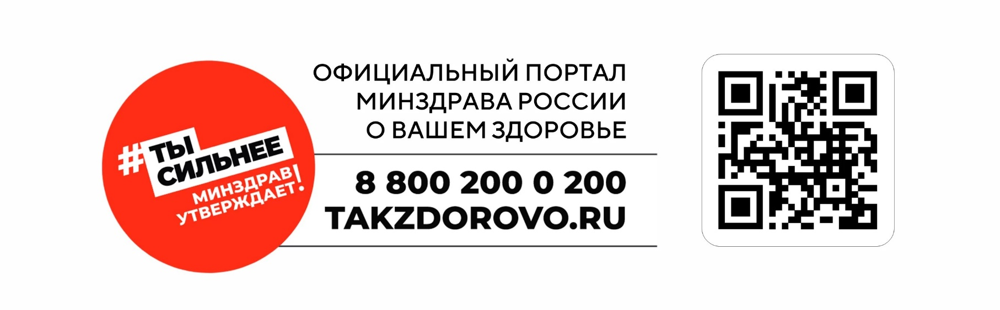 #ТЫ
СИЛЬНЕЕ
МИНЗДРАВ
УТВЕРЖДАЕТ!
ОФИЦИАЛЬНЫЙ ПОРТАЛ
МИНЗДРАВА РОССИИ
О ВАШЕМ ЗДОРОВЬЕ
8 800 200 0 200
TAKZDOROVO.RU